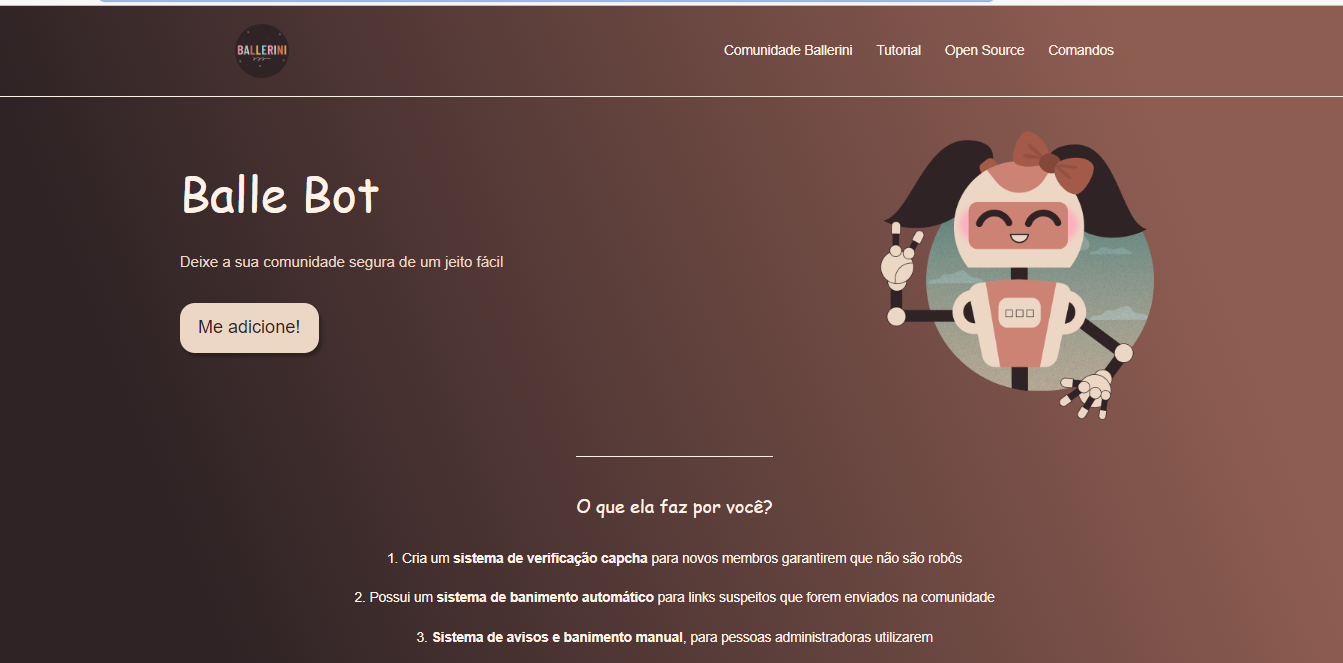 BALLERINI
Comunidade Ballerini Tutorial Open Source Comandos
Balle Bot
Deixe a sua comunidade segura de um jeito fácil
Me adicione!
O que ela faz por você?
1. Cria um sistema de verificação capcha para novos membros garantirem que não são robôs
2. Possui um sistema de banimento automático para links suspeitos que forem enviados na comunidade
3. Sistema de avisos e banimento manual, para pessoas administradoras utilizarem